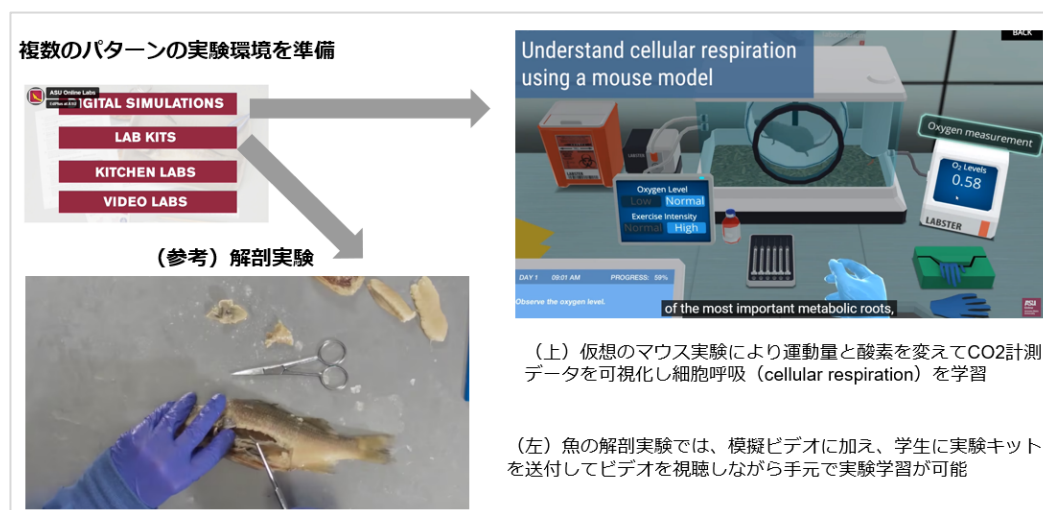 複数のパターンの実験環境を準備
ASU Online Labs
DIGITAL SIMULATIONS
LAB KITS
KITCHEN LABS
VIDEO LABS
（参考）解剖実験
BACK
Understand cellular respiration
using a mouse model
Oxygen measurement
O₂ Levels
0.58
LABSTER
LABSTER
Oxygen Level
Low Normal
Exercise Intensity
Normal High
DAY 1 09:01 AM PROGRESS: 59%
Observe the oxygen level.
of the most important metabolic roots,
ASU
（上）仮想のマウス実験により運動量と酸素を変えてCO2計測
データを可視化し細胞呼吸（cellular respiration）を学習
（左）魚の解剖実験では、模擬ビデオに加え、学生に実験キット
を送付してビデオを視聴しながら手元で実験学習が可能